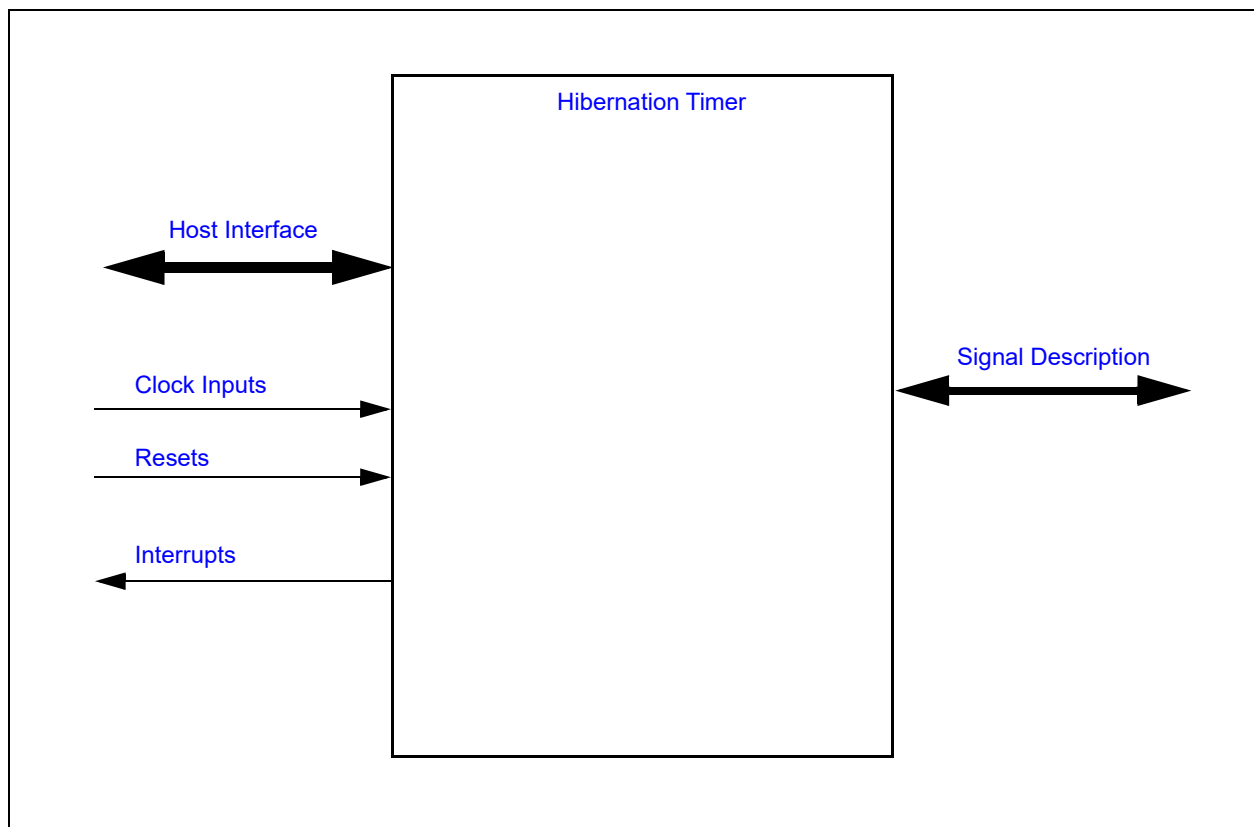 Hibernation Timer
Host Interface
Signal Description
Clock Inputs
Resets
Interrupts